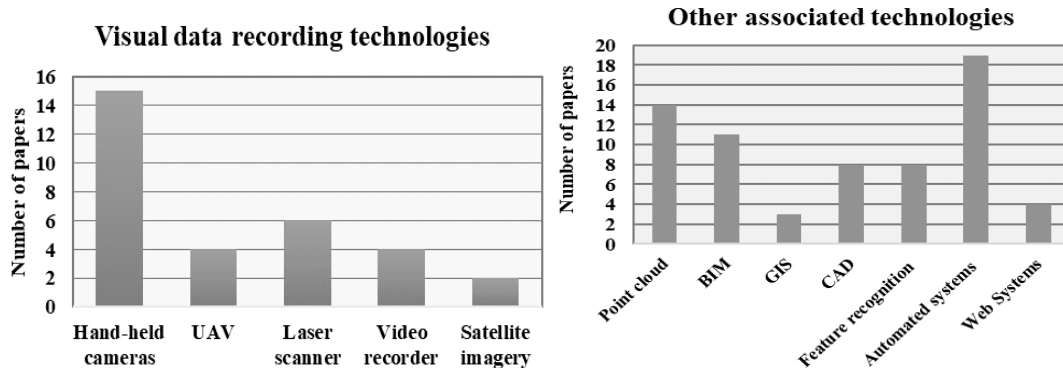 Visual data recording technologies
Number of papers
16
14
12
10
8
6
4
2
0
Hand-held
cameras
UAV
Laser
scanner
Video
recorder
Satellite
imagery
Other associated technologies
Number of papers
20
18
16
14
12
10
8
6
4
2
0
Point cloud
BIM
GIS
CAD
Feature recognition
Automated systems
Web Systems